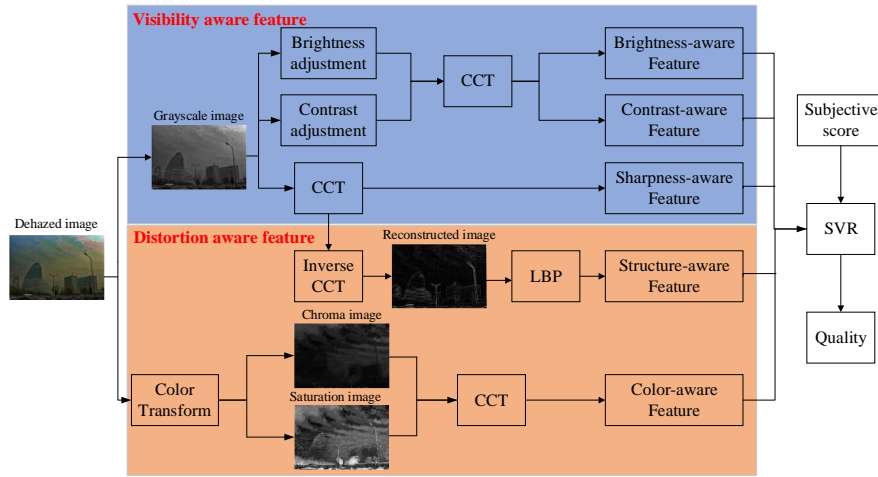 Visibility aware feature
Brightness
adjustment
Contrast
adjustment
CCT
Brightness-aware
Feature
Contrast-aware
Feature
Grayscale image
CCT
Sharpness-aware
Feature
Subjective
score
Dehazed image
SVR
Quality
Distortion aware feature
Reconstructed image
Inverse
CCT
LBP
Structure-aware
Feature
Chroma image
Color
Transform
Saturation image
CCT
Color-aware
Feature